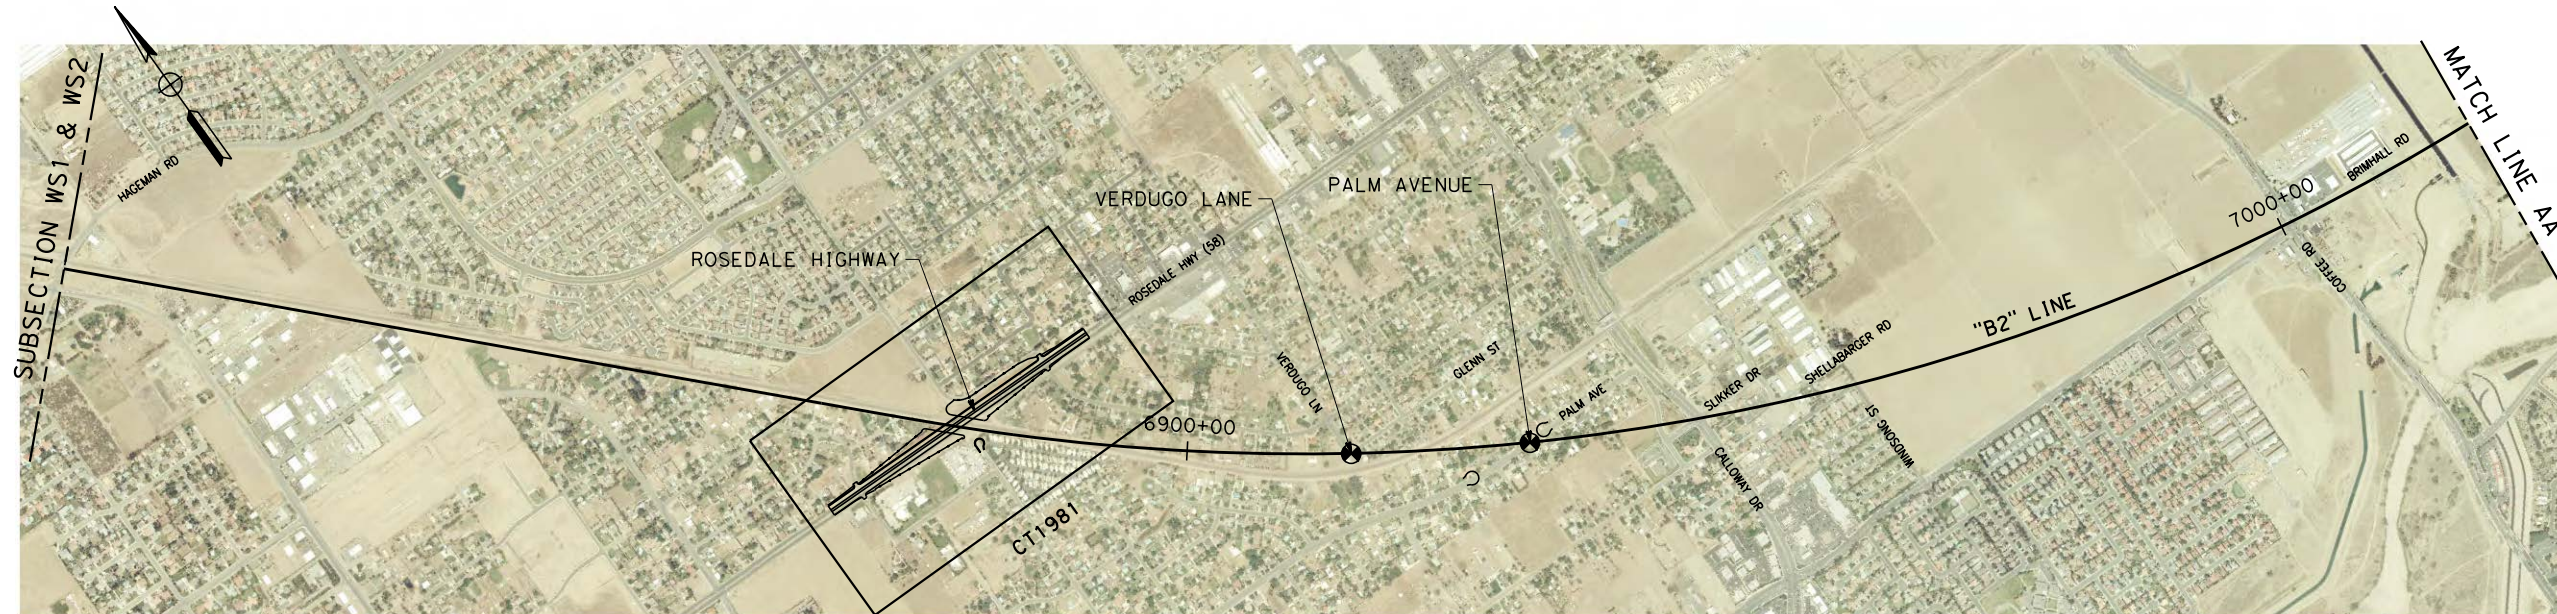 SUBSECTION WS1 & WS2
HAGEMAN RD
ROSEDALE HIGHWAY
CT1981
ROSEDALE HWY (58)
VERDUGO LANE
PALM AVENUE
6900+00
VERDUGO LN
GLENN ST
PALM AVE
SLIKKER DR
CALLOWAY DR
SHELLABARGER RD
WINDSONG ST
"B2" LINE
7000+00
COFFEE RD
BRIMHALL RD
MATCH LINE AA